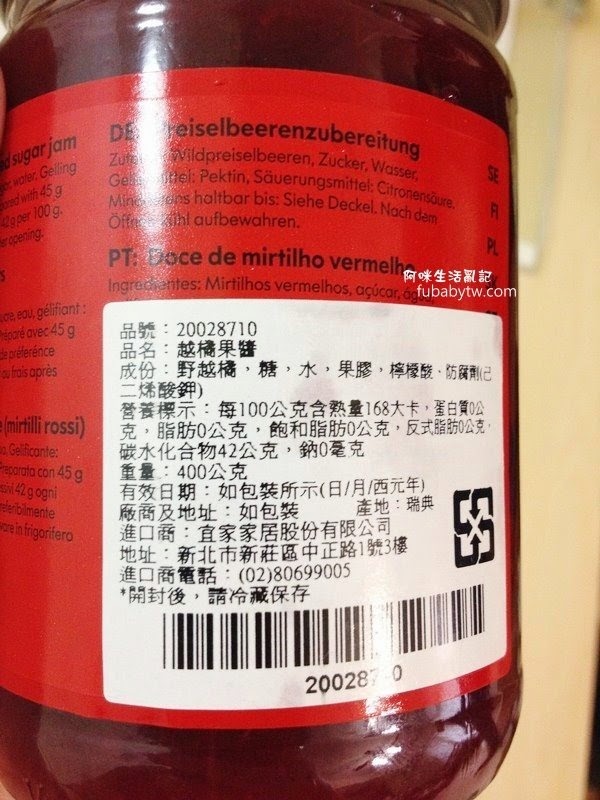 ed sugar jam
water, Gelling
pared with 45 g
42 g per 100 g.
opening.
DE: Preiselbeerenzubereitung
Wildpreiselbeeren, Zucker, Wasser,
Pektin, Säuerungsmittel: Citronensäure.
haltbar bis: Siehe Deckel. Nach dem
kühl aufbewahren.
PT: Doce de mirtilho vermelho
Ingredientes: Mirtilhos vermelhos, açúcar,
SE
FI
PL
eau, gélifiant :
Préparé avec 45 g
de préférence
au frais après
(mirtilli rossi)
Gelificante:
Preparata con 45 g
42 g ogni
preferibilmente
in frigorifero
阿咪生活亂記
fubabytw.com
品號：20028710
品名：越橘果醬
成份：野越橘，糖，水，果膠，檸檬酸，防腐劑(己
二烯酸鉀)
營養標示：每100公克含熱量168大卡，蛋白質0公
克，脂肪0公克，飽和脂肪0公克，反式脂肪0公克，
碳水化合物42公克，鈉0毫克
重量：400公克
有效日期：如包裝所示(日/月/西元年)
廠商及地址：如包裝 產地：瑞典
進口商：宜家家居股份有限公司
地址：新北市新莊區中正路1號3樓
進口商電話：(02)80699005
*開封後，請冷藏保存